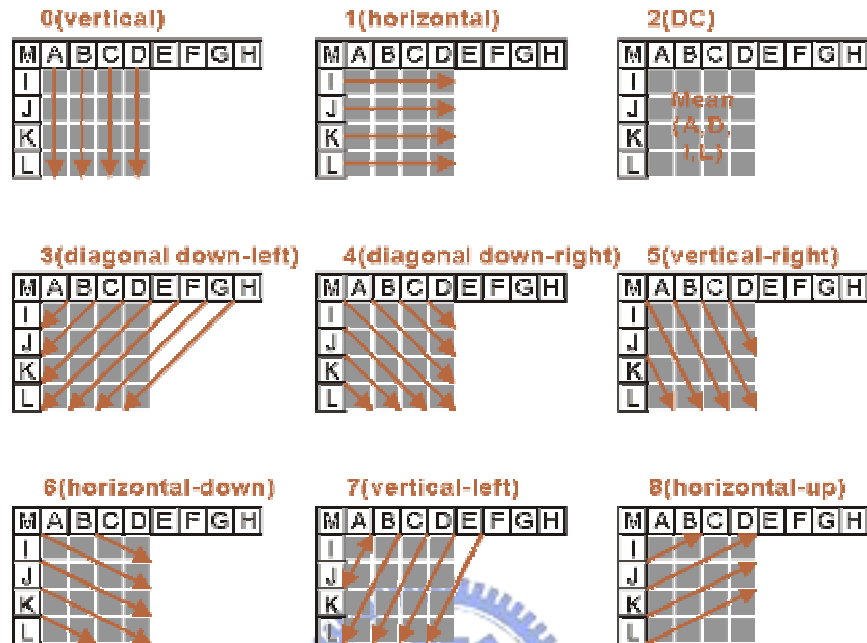 0(vertical) 1(horizontal) 2(DC)
M A B C D E F G H M A B C D E F G H M A B C D E F G H
I I I
J J J Mean
K K K (A,D,
L L L I,L)
3(diagonal down-left) 4(diagonal down-right) 5(vertical-right)
M A B C D E F G H M A B C D E F G H M A B C D E F G H
I I I
J J J
K K K
L L L
6(horizontal-down) 7(vertical-left) 8(horizontal-up)
M A B C D E F G H M A B C D E F G H M A B C D E F G H
I I I
J J J
K K K
L L L